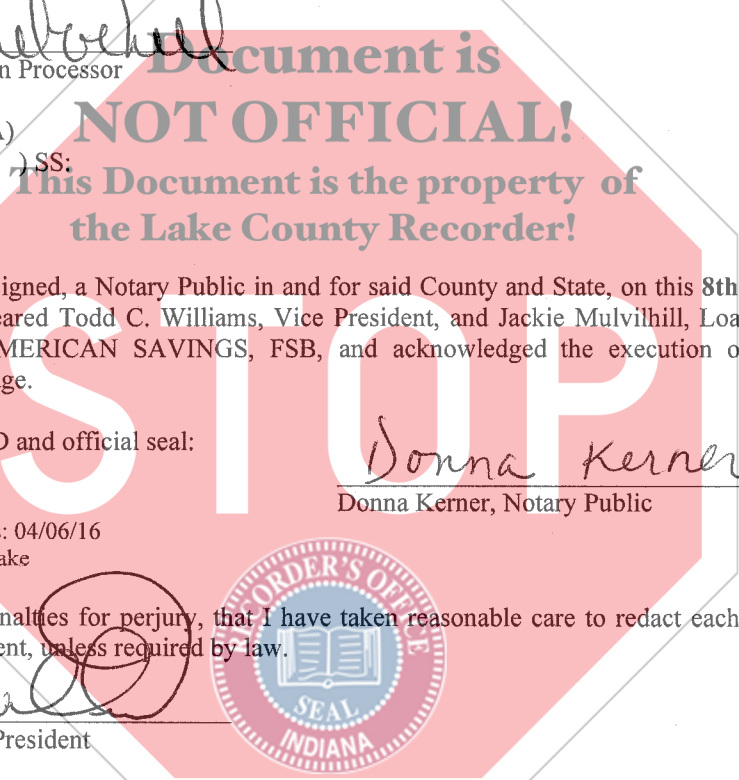 n Processor
Document is
NOT OFFICIAL!
A)
) SS:
This Document is the property of
the Lake County Recorder!
signed, a Notary Public in and for said County and State, on this 8th
eared Todd C. Williams, Vice President, and Jackie Mulvilhill, Loa
MERICAN SAVINGS, FSB, and acknowledged the execution o
ge.
STOP
D and official seal:
Donna Kerner
Donna Kerner, Notary Public
s: 04/06/16
ake
RECORDER'S OFFICE
SEAL
INDIANA
nalties for perjury, that I have taken reasonable care to redact each
ent, unless required by law.
President